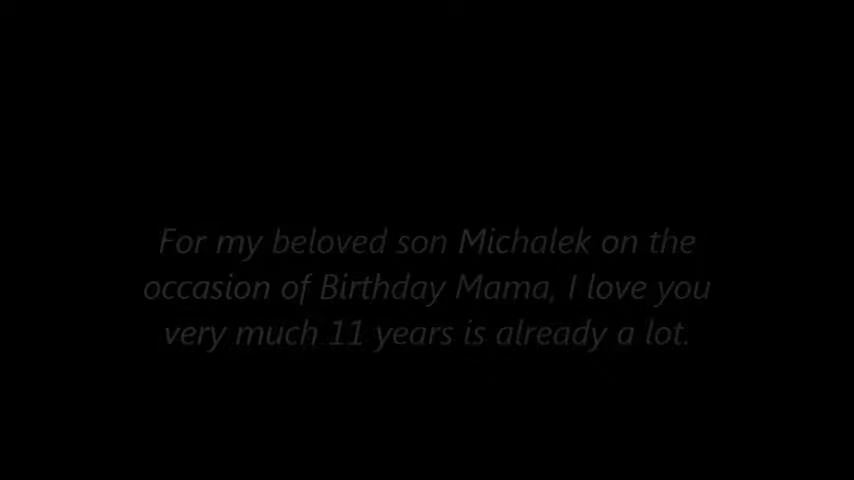 For my beloved son Michalek on the
occasion of Birthday Mama, I love you
very much 11 years is already a lot.